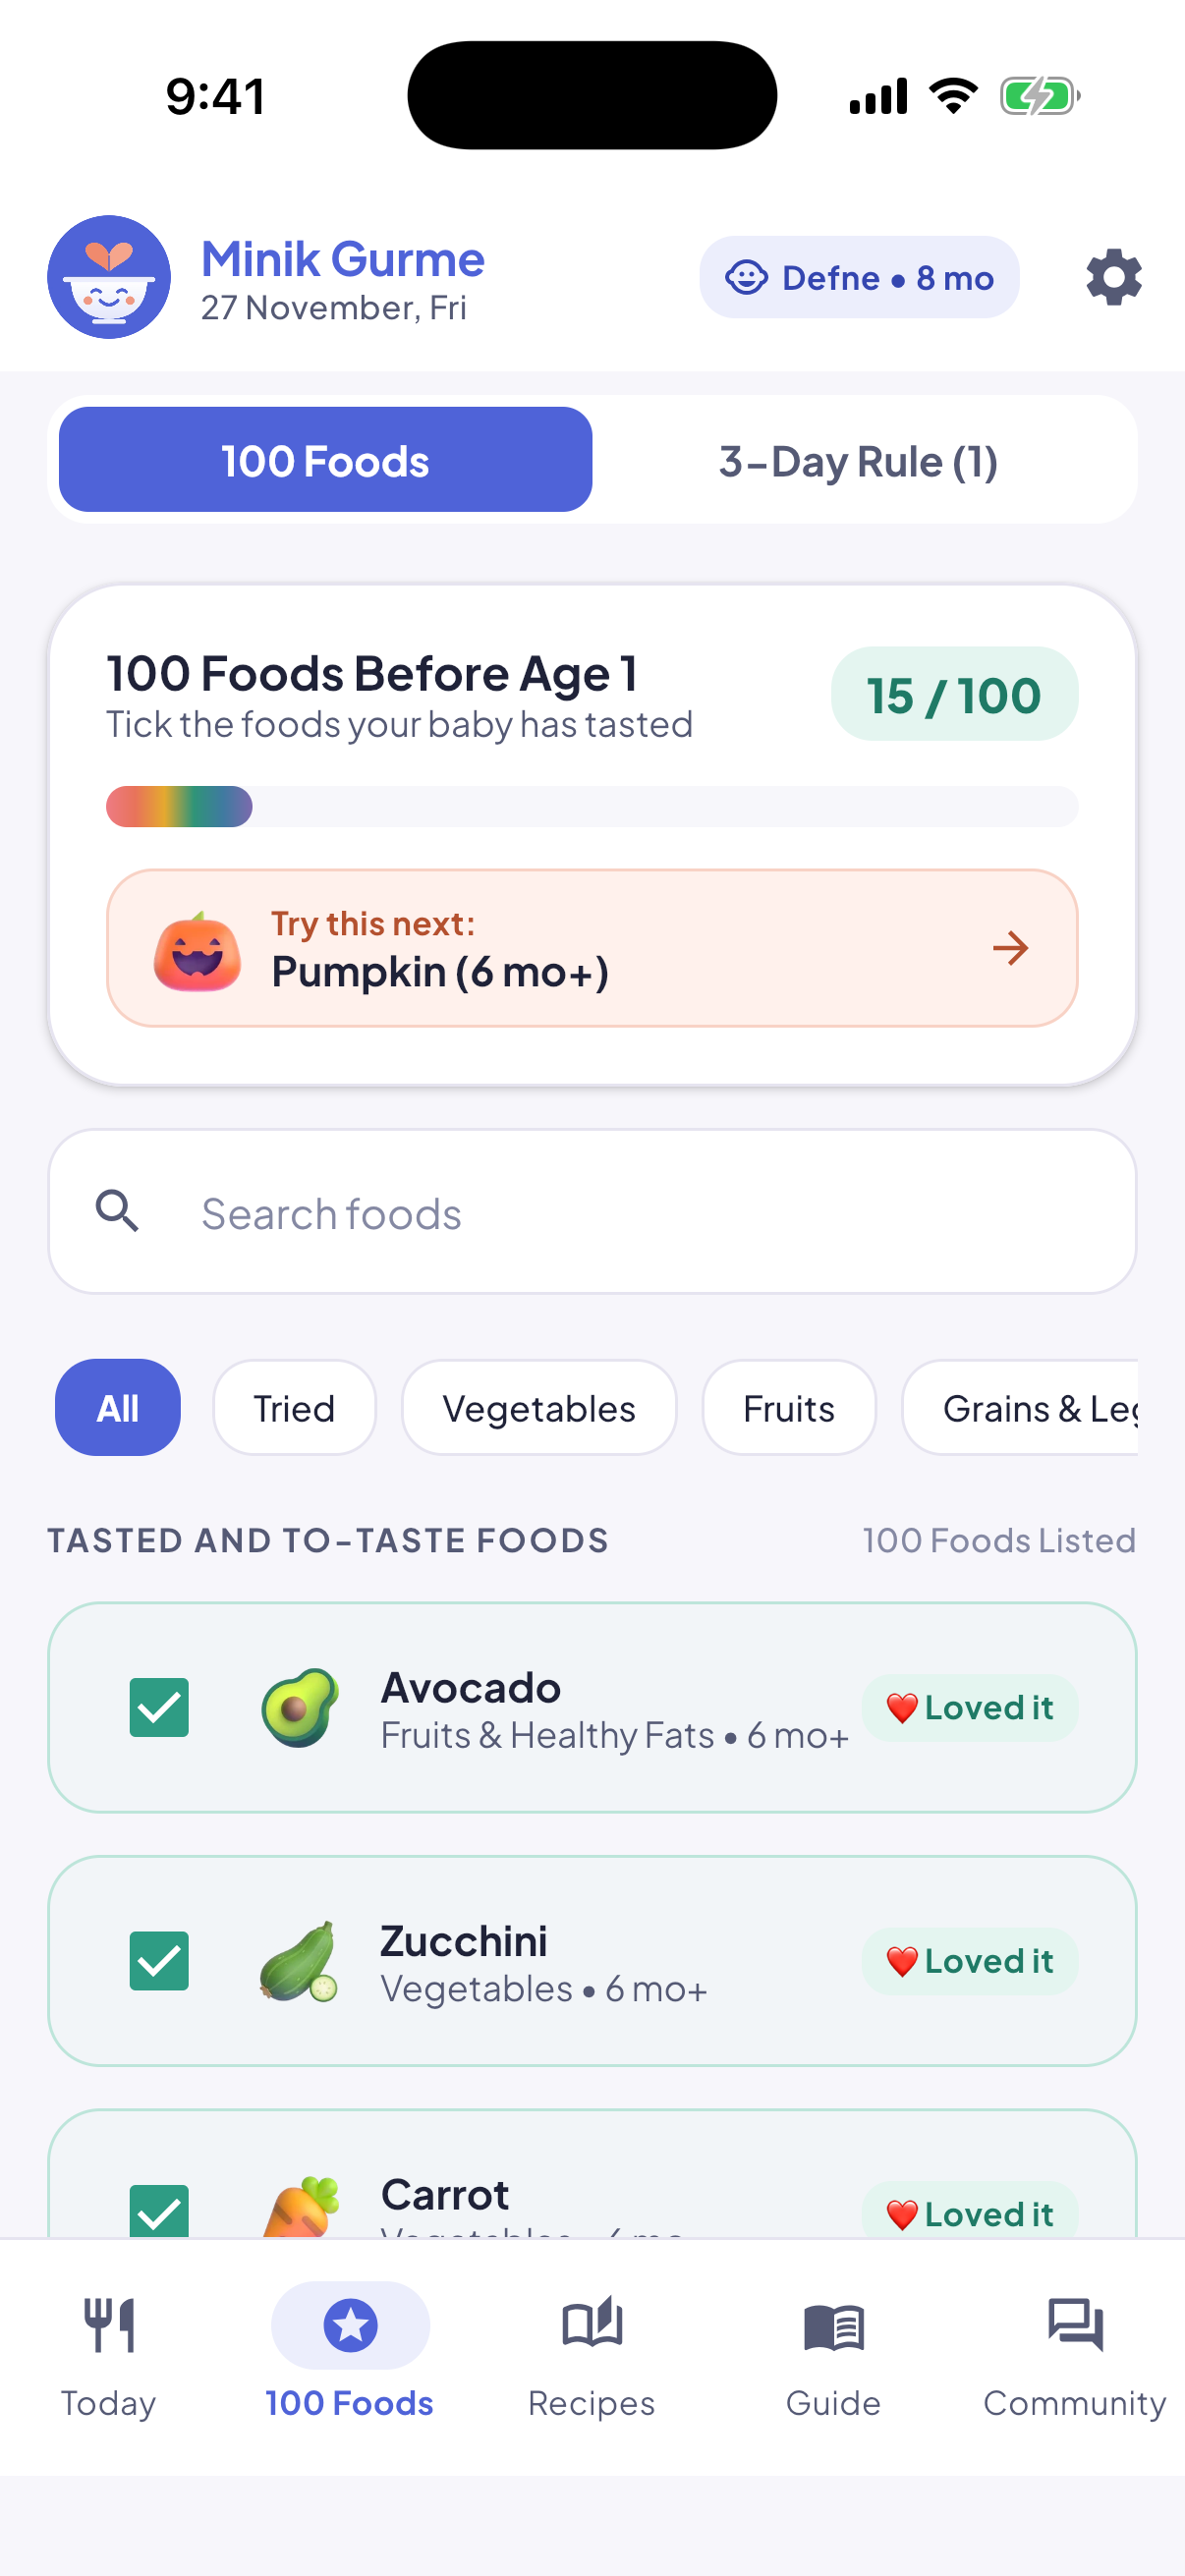 9:41
Minik Gurme
27 November, Fri
Defne • 8 mo
100 Foods
3-Day Rule (1)
100 Foods Before Age 1
Tick the foods your baby has tasted
15 / 100
Try this next:
Pumpkin (6 mo+)
Search foods
All
Tried
Vegetables
Fruits
Grains &
TASTED AND TO-TASTE FOODS
100 Foods Listed
Avocado
Fruits & Healthy Fats • 6 mo+
Loved it
Zucchini
Vegetables • 6 mo+
Loved it
Carrot
Loved it
Today
100 Foods
Recipes
Guide
Community